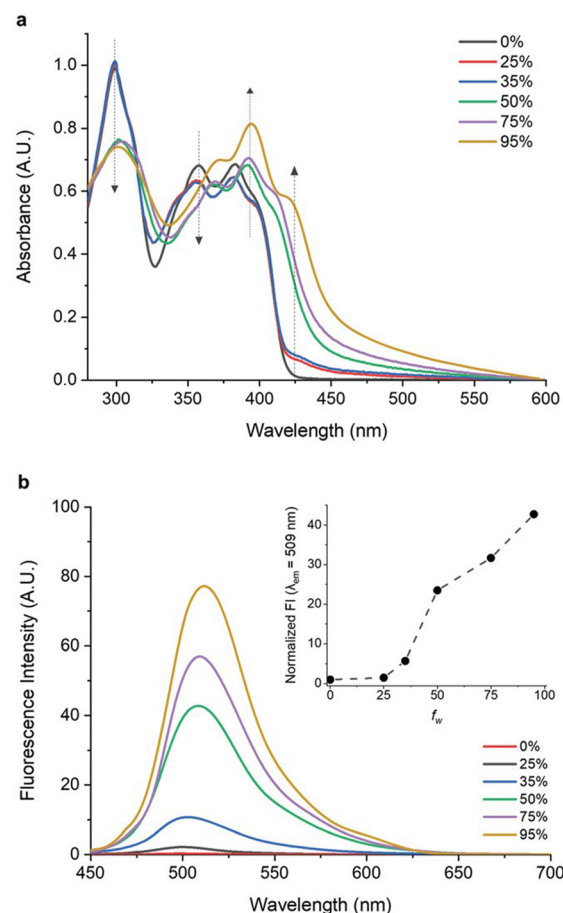 a
1.0
0.8
0.6
0.4
0.2
0.0
Absorbance (A.U.)
300 350 400 450 500 550 600
Wavelength (nm)
0%
25%
35%
50%
75%
95%
b
100
80
60
40
20
0
Fluorescence Intensity (A.U.)
450 500 550 600 650 700
Wavelength (nm)
40
30
20
10
0
Normalized FI (λem = 509 nm)
0 25 50 75 100
fw
0%
25%
35%
50%
75%
95%